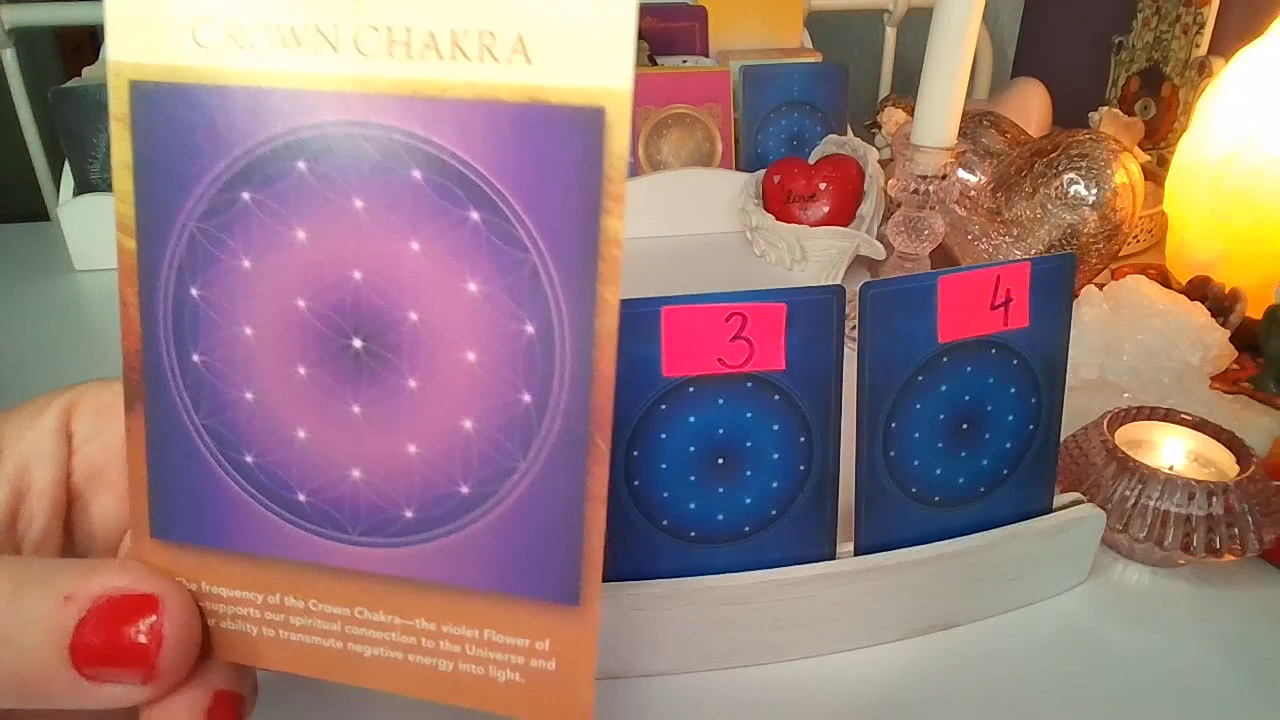 CROWN CHAKRA
The frequency of the Crown Chakra—the violet Flower of
—supports our spiritual connection to the Universe and
ability to transmute negative energy into light.
love
3
4